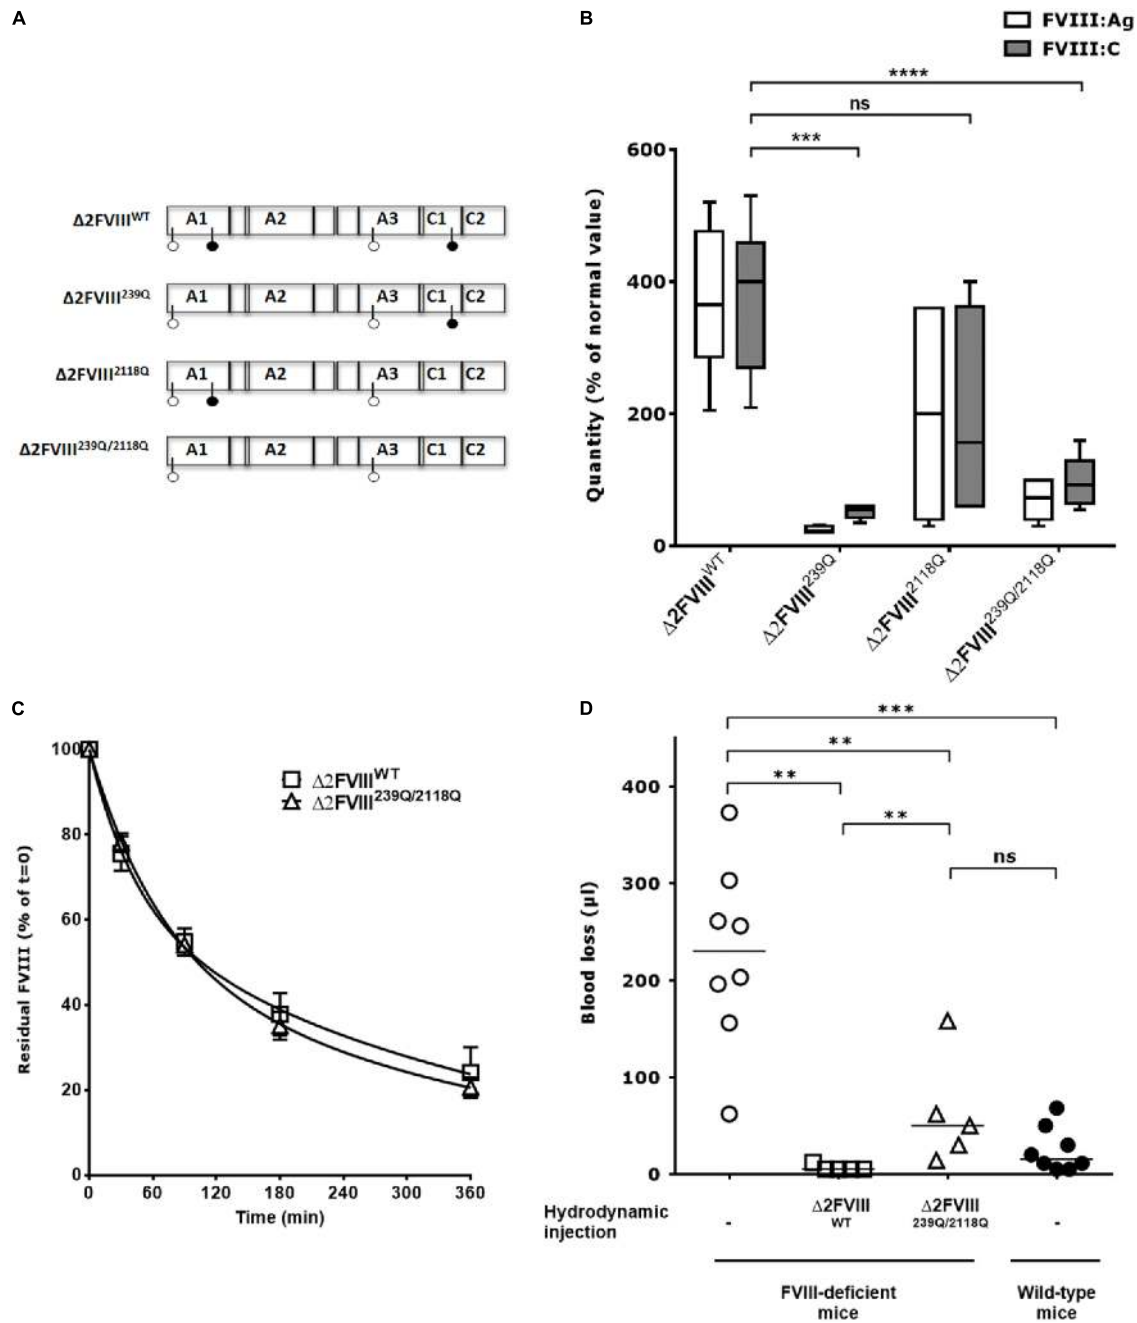 A
Δ2FVIII^WT
A1 A2 A3 C1 C2
Δ2FVIII^239Q
A1 A2 A3 C1 C2
Δ2FVIII^2118Q
A1 A2 A3 C1 C2
Δ2FVIII^239Q/2118Q
A1 A2 A3 C1 C2
B
FVIII:Ag
FVIII:C
****
ns
***
Quantity (% of normal value)
600
400
200
0
Δ2FVIII^WT
Δ2FVIII^239Q
Δ2FVIII^2118Q
Δ2FVIII^239Q/2118Q
C
Δ2FVIII^WT
Δ2FVIII^239Q/2118Q
Residual FVIII (% of t=0)
100
80
60
40
20
0
0 60 120 180 240 300 360
Time (min)
D
***
**
**
**
ns
Blood loss (µl)
400
300
200
100
0
Hydrodynamic
injection
-
Δ2FVIII
WT
Δ2FVIII
239Q/2118Q
-
FVIII-deficient
mice
Wild-type
mice